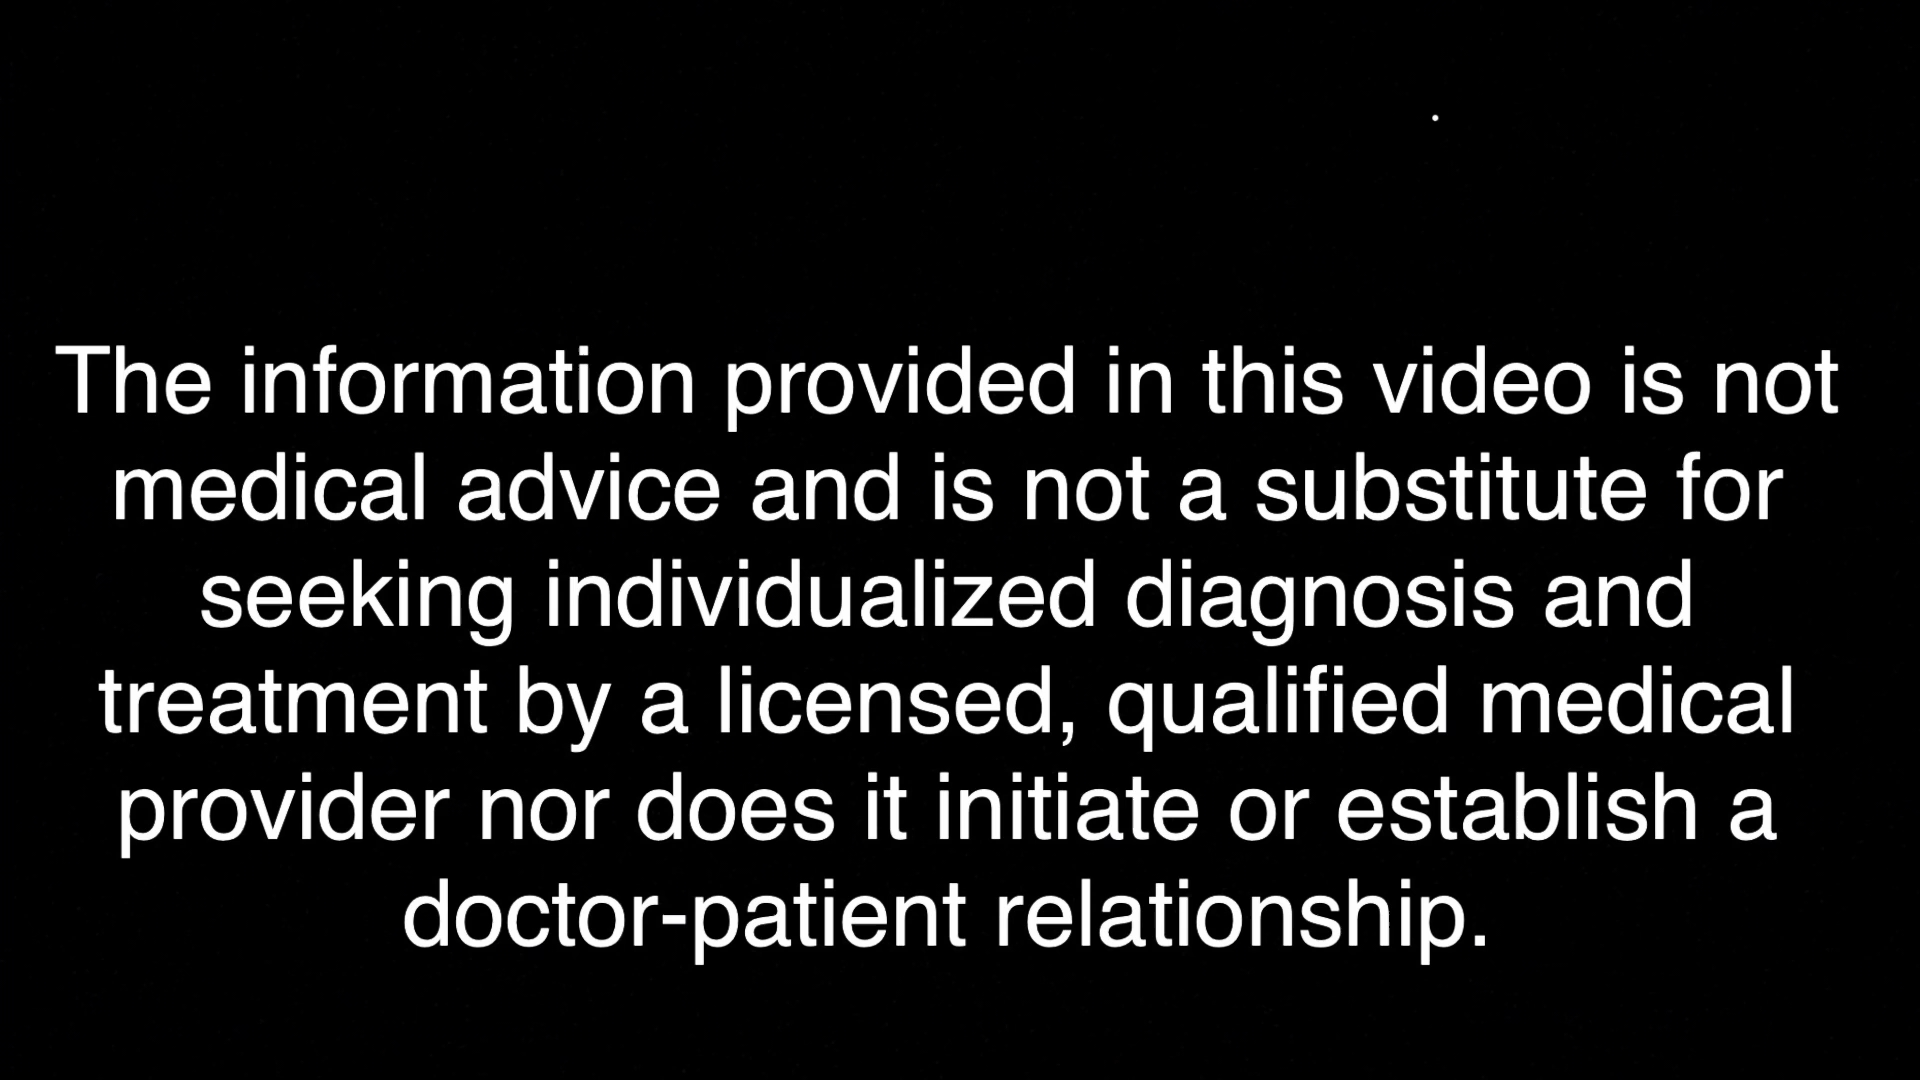 The information provided in this video is not
medical advice and is not a substitute for
seeking individualized diagnosis and
treatment by a licensed, qualified medical
provider nor does it initiate or establish a
doctor-patient relationship.